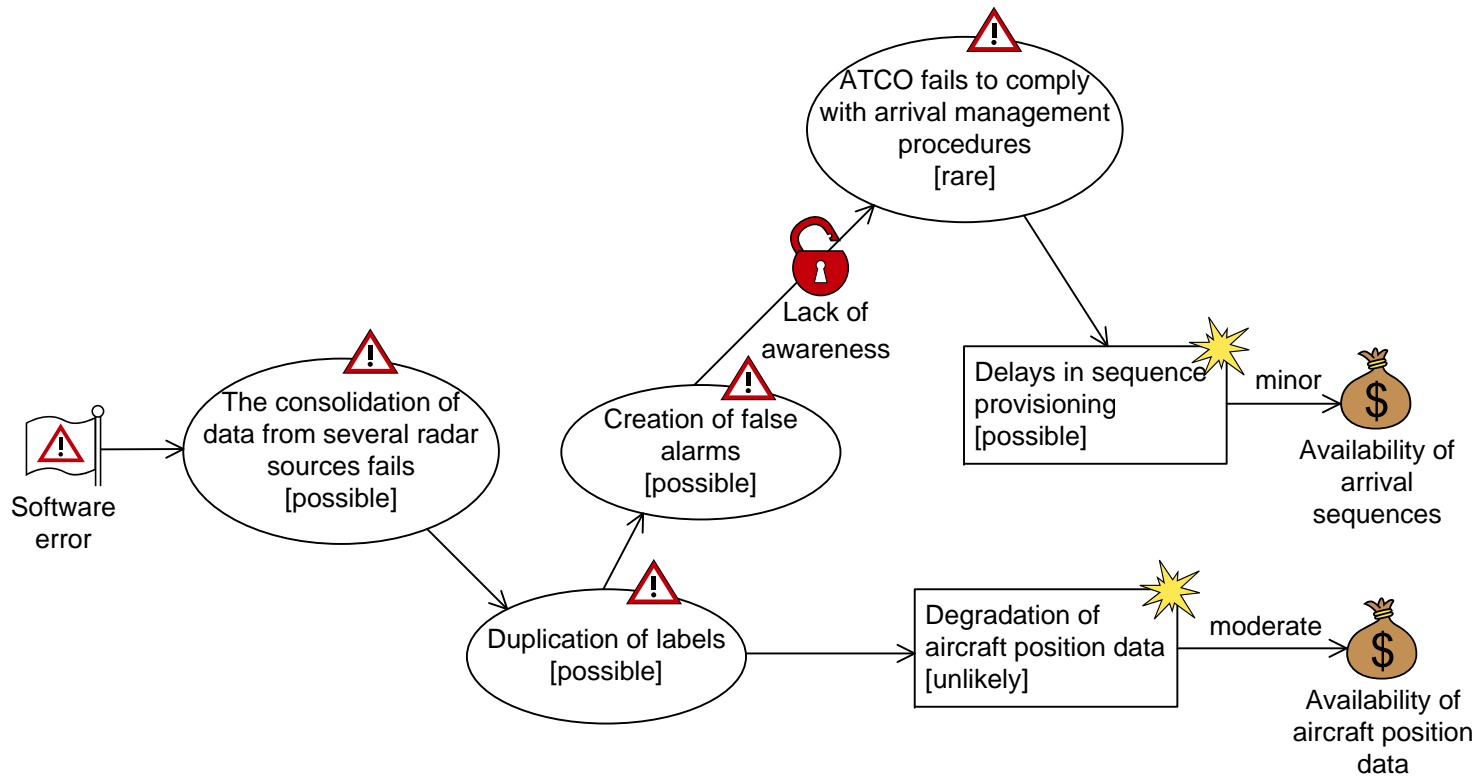 ATCO fails to comply
with arrival management
procedures
[rare]
Lack of
awareness
Delays in sequence
provisioning
[possible]
minor
$
Availability of
arrival
sequences
The consolidation of
data from several radar
sources fails
[possible]
Creation of false
alarms
[possible]
Software
error
Duplication of labels
[possible]
Degradation of
aircraft position data
[unlikely]
moderate
$
Availability of
aircraft position
data